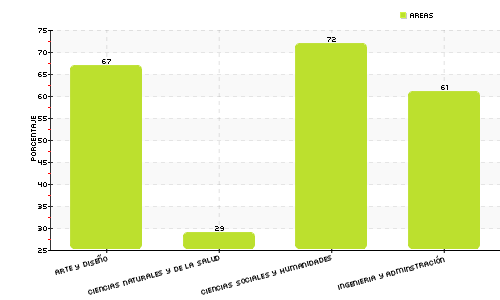 AREAS
PORCENTAJE
75
70
65
60
55
50
45
40
35
30
25
67
29
72
61
ARTE Y DISEÑO
CIENCIAS NATURALES Y DE LA SALUD
CIENCIAS SOCIALES Y HUMANIDADES
INGENIERIA Y ADMINSTRACIÓN